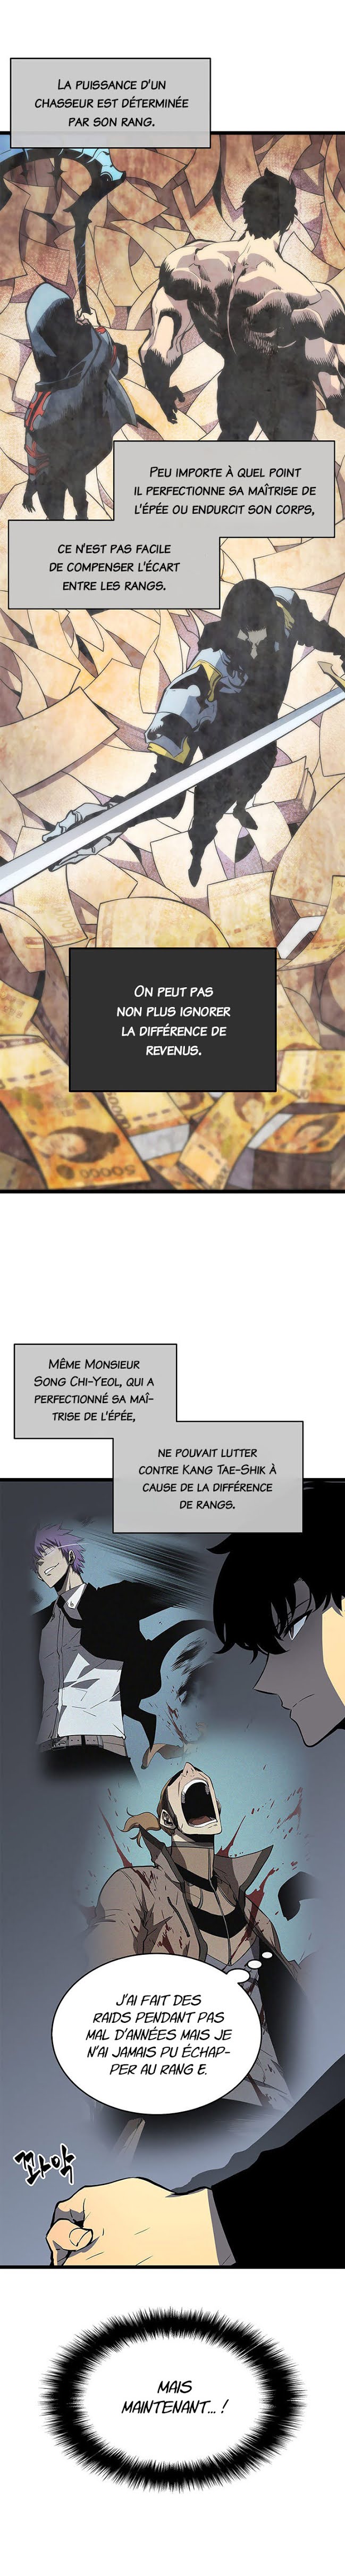 LA PUISSANCE D'UN
CHASSEUR EST DÉTERMINÉE
PAR SON RANG.
PEU IMPORTE À QUEL POINT
IL PERFECTIONNE SA MAÎTRISE DE
L'ÉPÉE OU ENDURCIT SON CORPS,
CE N'EST PAS FACILE
DE COMPENSER L'ÉCART
ENTRE LES RANGS.
ON PEUT PAS
NON PLUS IGNORER
LA DIFFÉRENCE DE
REVENUS.
50000
MÊME MONSIEUR
SONG CHI-YEOL, QUI A
PERFECTIONNÉ SA MAÎ-
TRISE DE L'ÉPÉE,
NE POUVAIT LUTTER
CONTRE KANG TAE-SHIK À
CAUSE DE LA DIFFÉRENCE
DE RANGS.
J'AI FAIT DES
RAIDS PENDANT PAS
MAL D'ANNÉES MAIS JE
N'AI JAMAIS PU ÉCHAP-
PER AU RANG E.
꽈악
MAIS
MAINTENANT... !